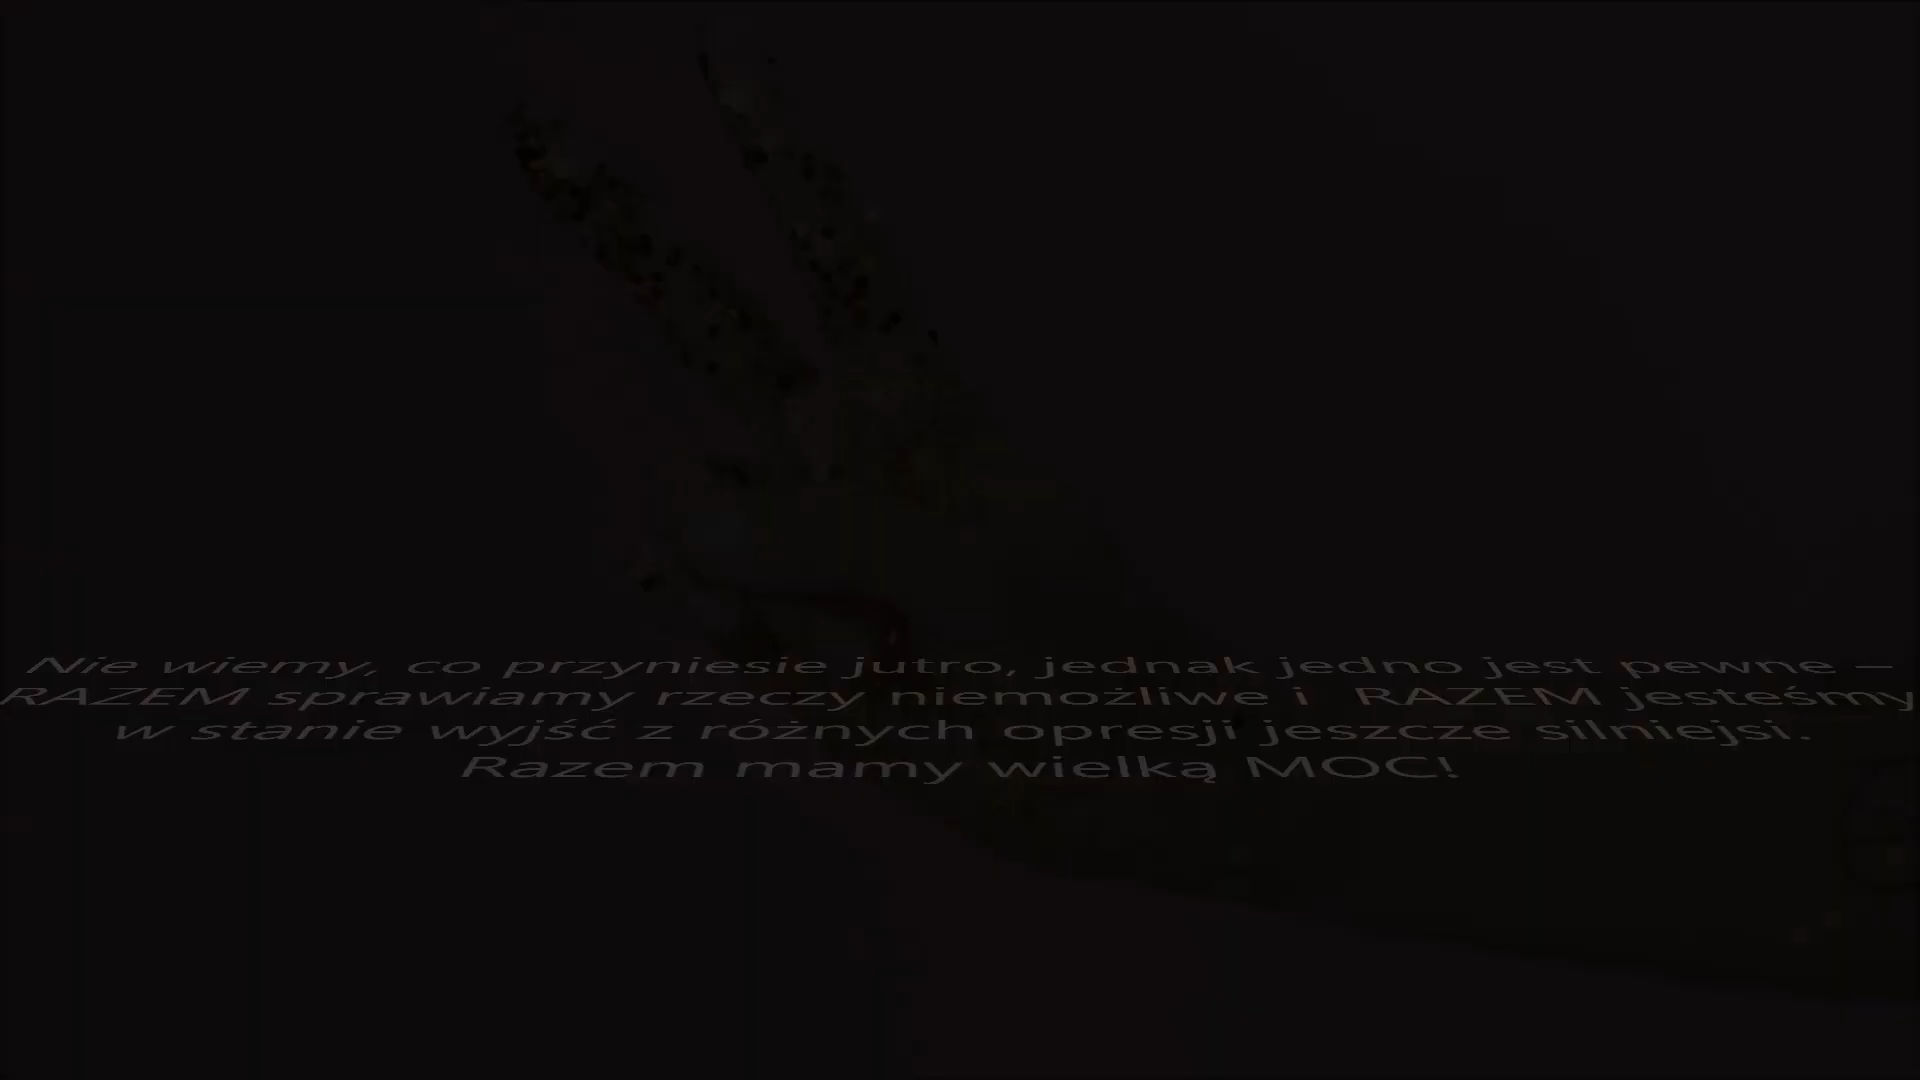 Nie wiemy, co przyniesie jutro, jednak jedno jest pewne –
RAZEM sprawiamy rzeczy niemożliwe i RAZEM jesteśmy
w stanie wyjść z różnych opresji jeszcze silniejsi.
Razem mamy wielką MOC!